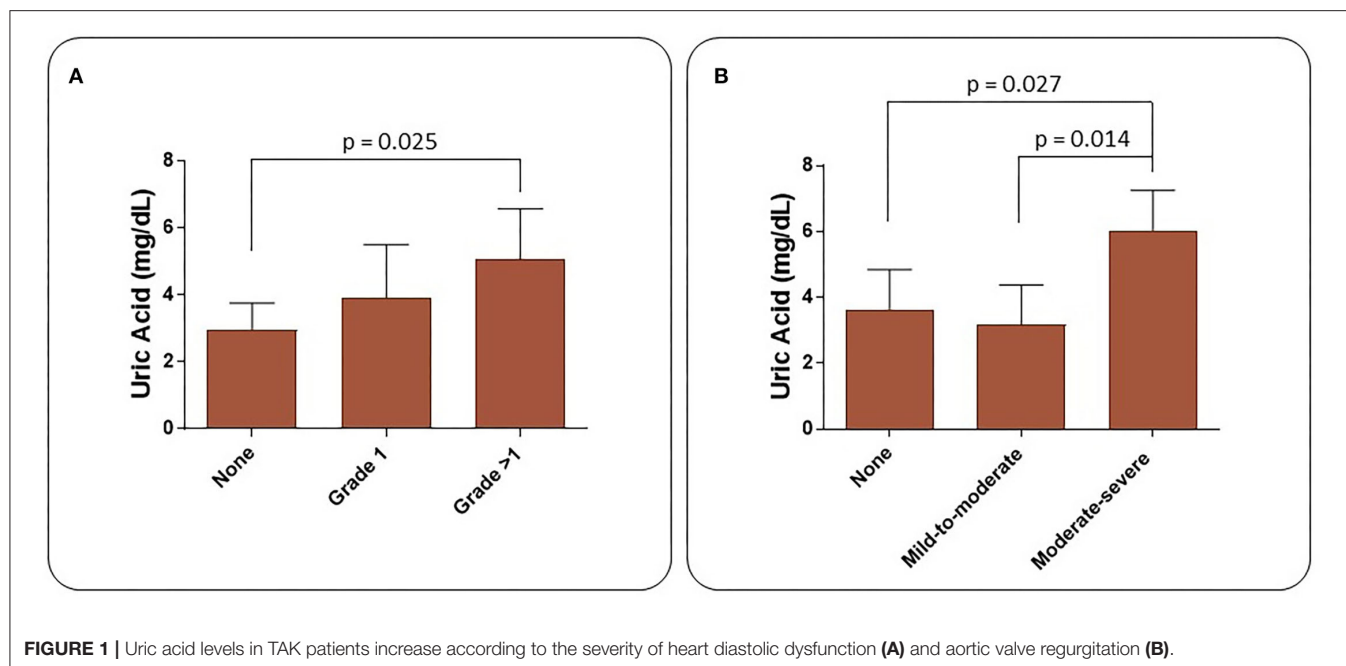 A
p = 0.025
8
6
4
2
0
Uric Acid (mg/dL)
None
Grade 1
Grade >1
B
p = 0.027
p = 0.014
8
6
4
2
0
Uric Acid (mg/dL)
None
Mild-to-moderate
Moderate-severe
FIGURE 1 | Uric acid levels in TAK patients increase according to the severity of heart diastolic dysfunction (A) and aortic valve regurgitation (B).